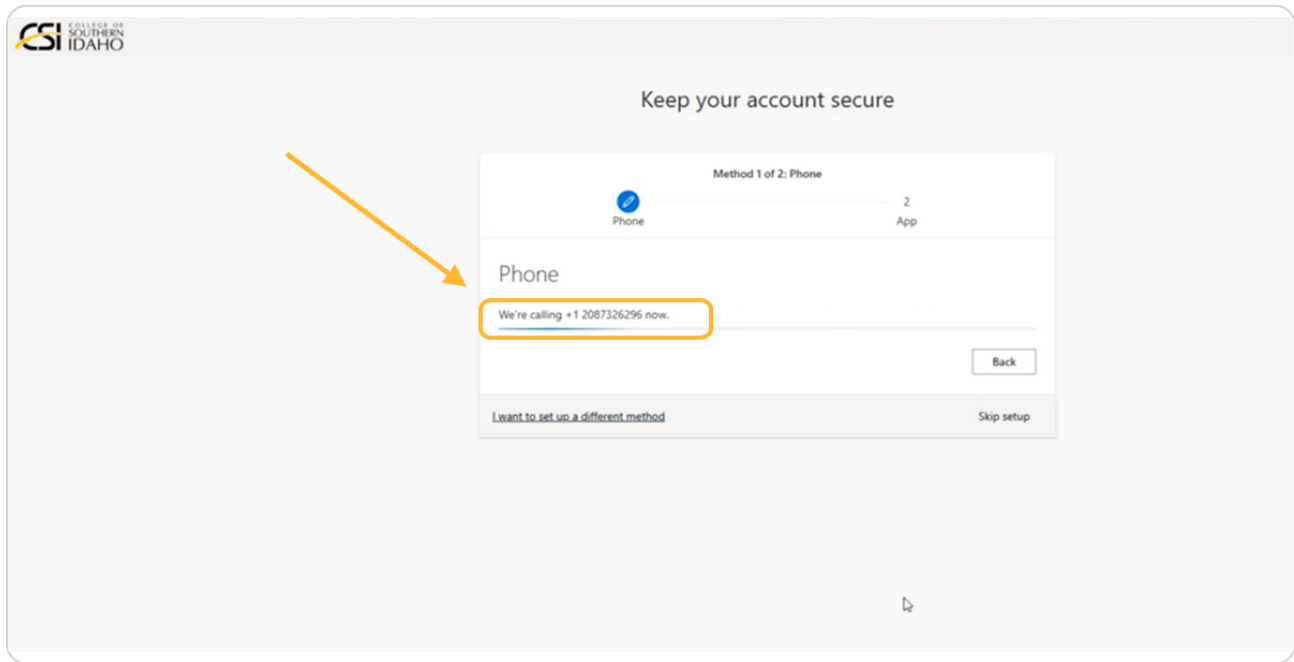 CSI COLLEGE OF
SOUTHERN
IDAHO
Keep your account secure
Method 1 of 2: Phone
2
Phone
App
Phone
We're calling +1 2087326296 now.
Back
I want to set up a different method
Skip setup